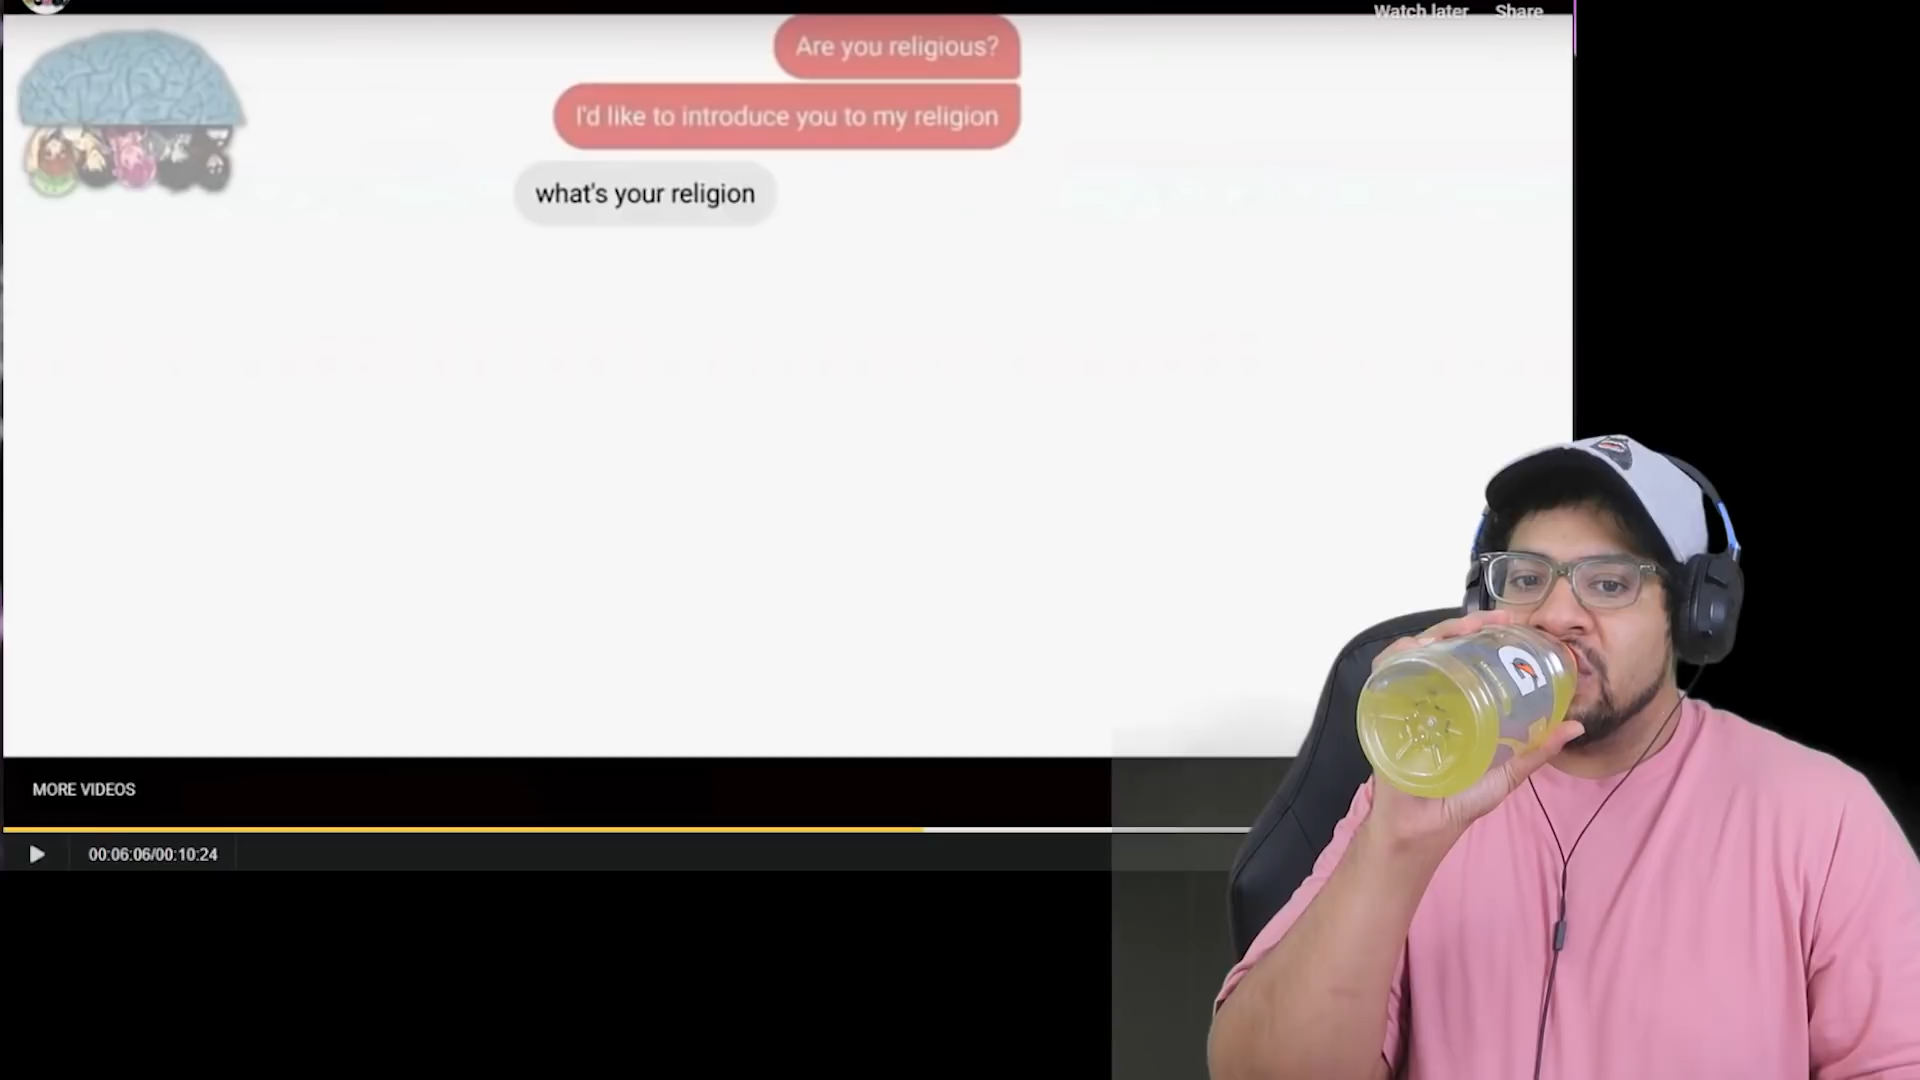 Watch later Share
Are you religious?
I'd like to introduce you to my religion
what's your religion
MORE VIDEOS
00:06:06/00:10:24
G